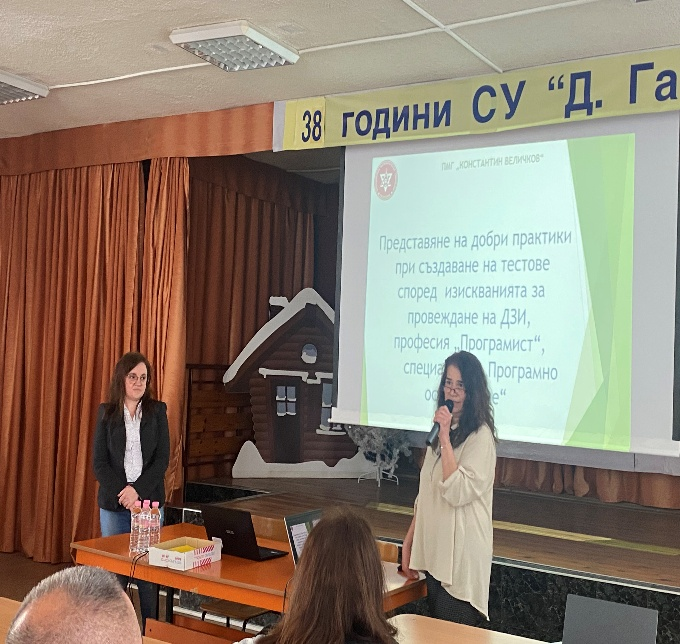 38 ГОДИНИ СУ "Д. Га
ПМГ „КОНСТАНТИН ВЕЛИЧКОВ“
Представяне на добри практики
при създаване на тестове
според изискванията за
провеждане на ДЗИ,
професия „Програмист“,
Програмно